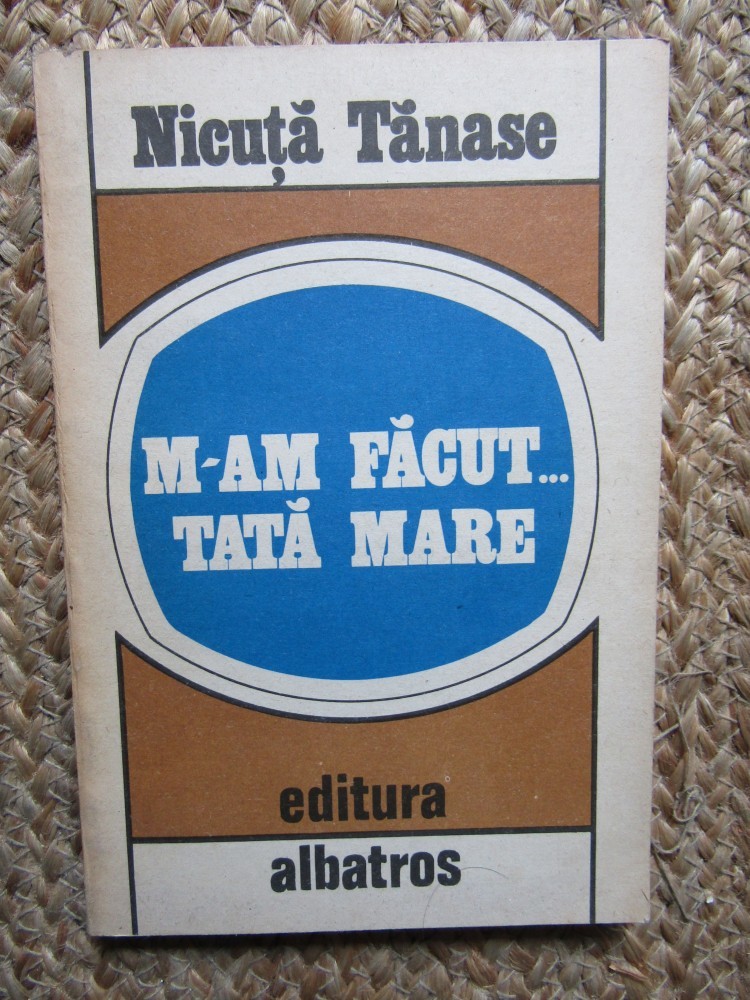 Nicuță Tănase
M-AM FĂCUT...
TATĂ MARE
editura
albatros